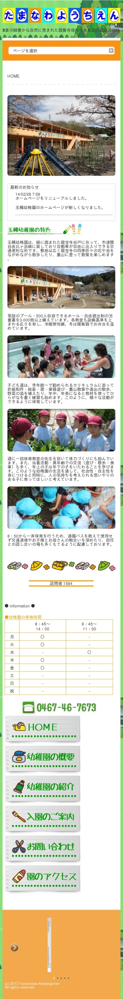 たまなわようちえん
鎌倉の緑豊かな自然に恵まれた龍寳寺境内のある広い園庭の幼稚
ページを選択
HOME
たまなわようちえん
最新のお知らせ
14/02/28 7:58
ホームページをリニューアルしました。
玉縄幼稚園のホームページが新しくなりました。
玉縄幼稚園の特色
玉縄幼稚園は、緑に囲まれた龍宝寺谷戸に在って、市道関
谷由比ヶ浜線に面しており自動車が自由に出入りできる交
通便利な所です。敷地は広く龍宝寺の四季折々の花や池を
ながめながら散歩したり、裏山に登って散策を楽しめます
。
たまなわようちえん
常設のプール・500人収容できるホール・自由貸出制の児
童書を3,000冊以上備えています。各教室も設備基準を上
まわる広さを有し、冷暖房完備、冬は暖飯器でお弁当を温
めています。
子ども達は、学年統一で勧められるカリキュラムに添って
折紙制作・絵画・歌・楽器遊び・裏山散策や遠出の散歩、
野菜の苗を植えたり、年中、年長になると教材を使ってひ
らがなを書く練習も始めます。このように、様々な活動が
できるように保育しています。
週に一回体育教室の先生を招いて体力づくりにも励んでい
ます。また、当番活動・異年齢での交流（遊び・散歩・食
事）も多く、年上の子は年下の子をいたわることを学びま
す。このような幼稚園の生活を通して、社会性・自主性を
身につけると同時に、人の気持ちを考えられる思いやりの
ある子に育ってほしいと考えています。
8：50から一斉保育を行うため、通園バスを敢えて使用せ
ず交通道徳やお子様とお母さんの触合いを深めたり、担任
との語し合いの場も多くもてるように配慮しております。
訪問者:1584
● information ●
●幼稚園の保育時間
8：45～ 8：45～
14：00 11：30
月 〇 -
火 〇 -
水 - 〇
木 〇 -
金 〇 -
土 - -
日 - -
祝 - -
0467-46-7673
HOME
幼稚園の概要
幼稚園の紹介
入園のご案内
お問い合わせ
園のアクセス
(c) 2013 Tamanawa Kindergarten
All rights reserved